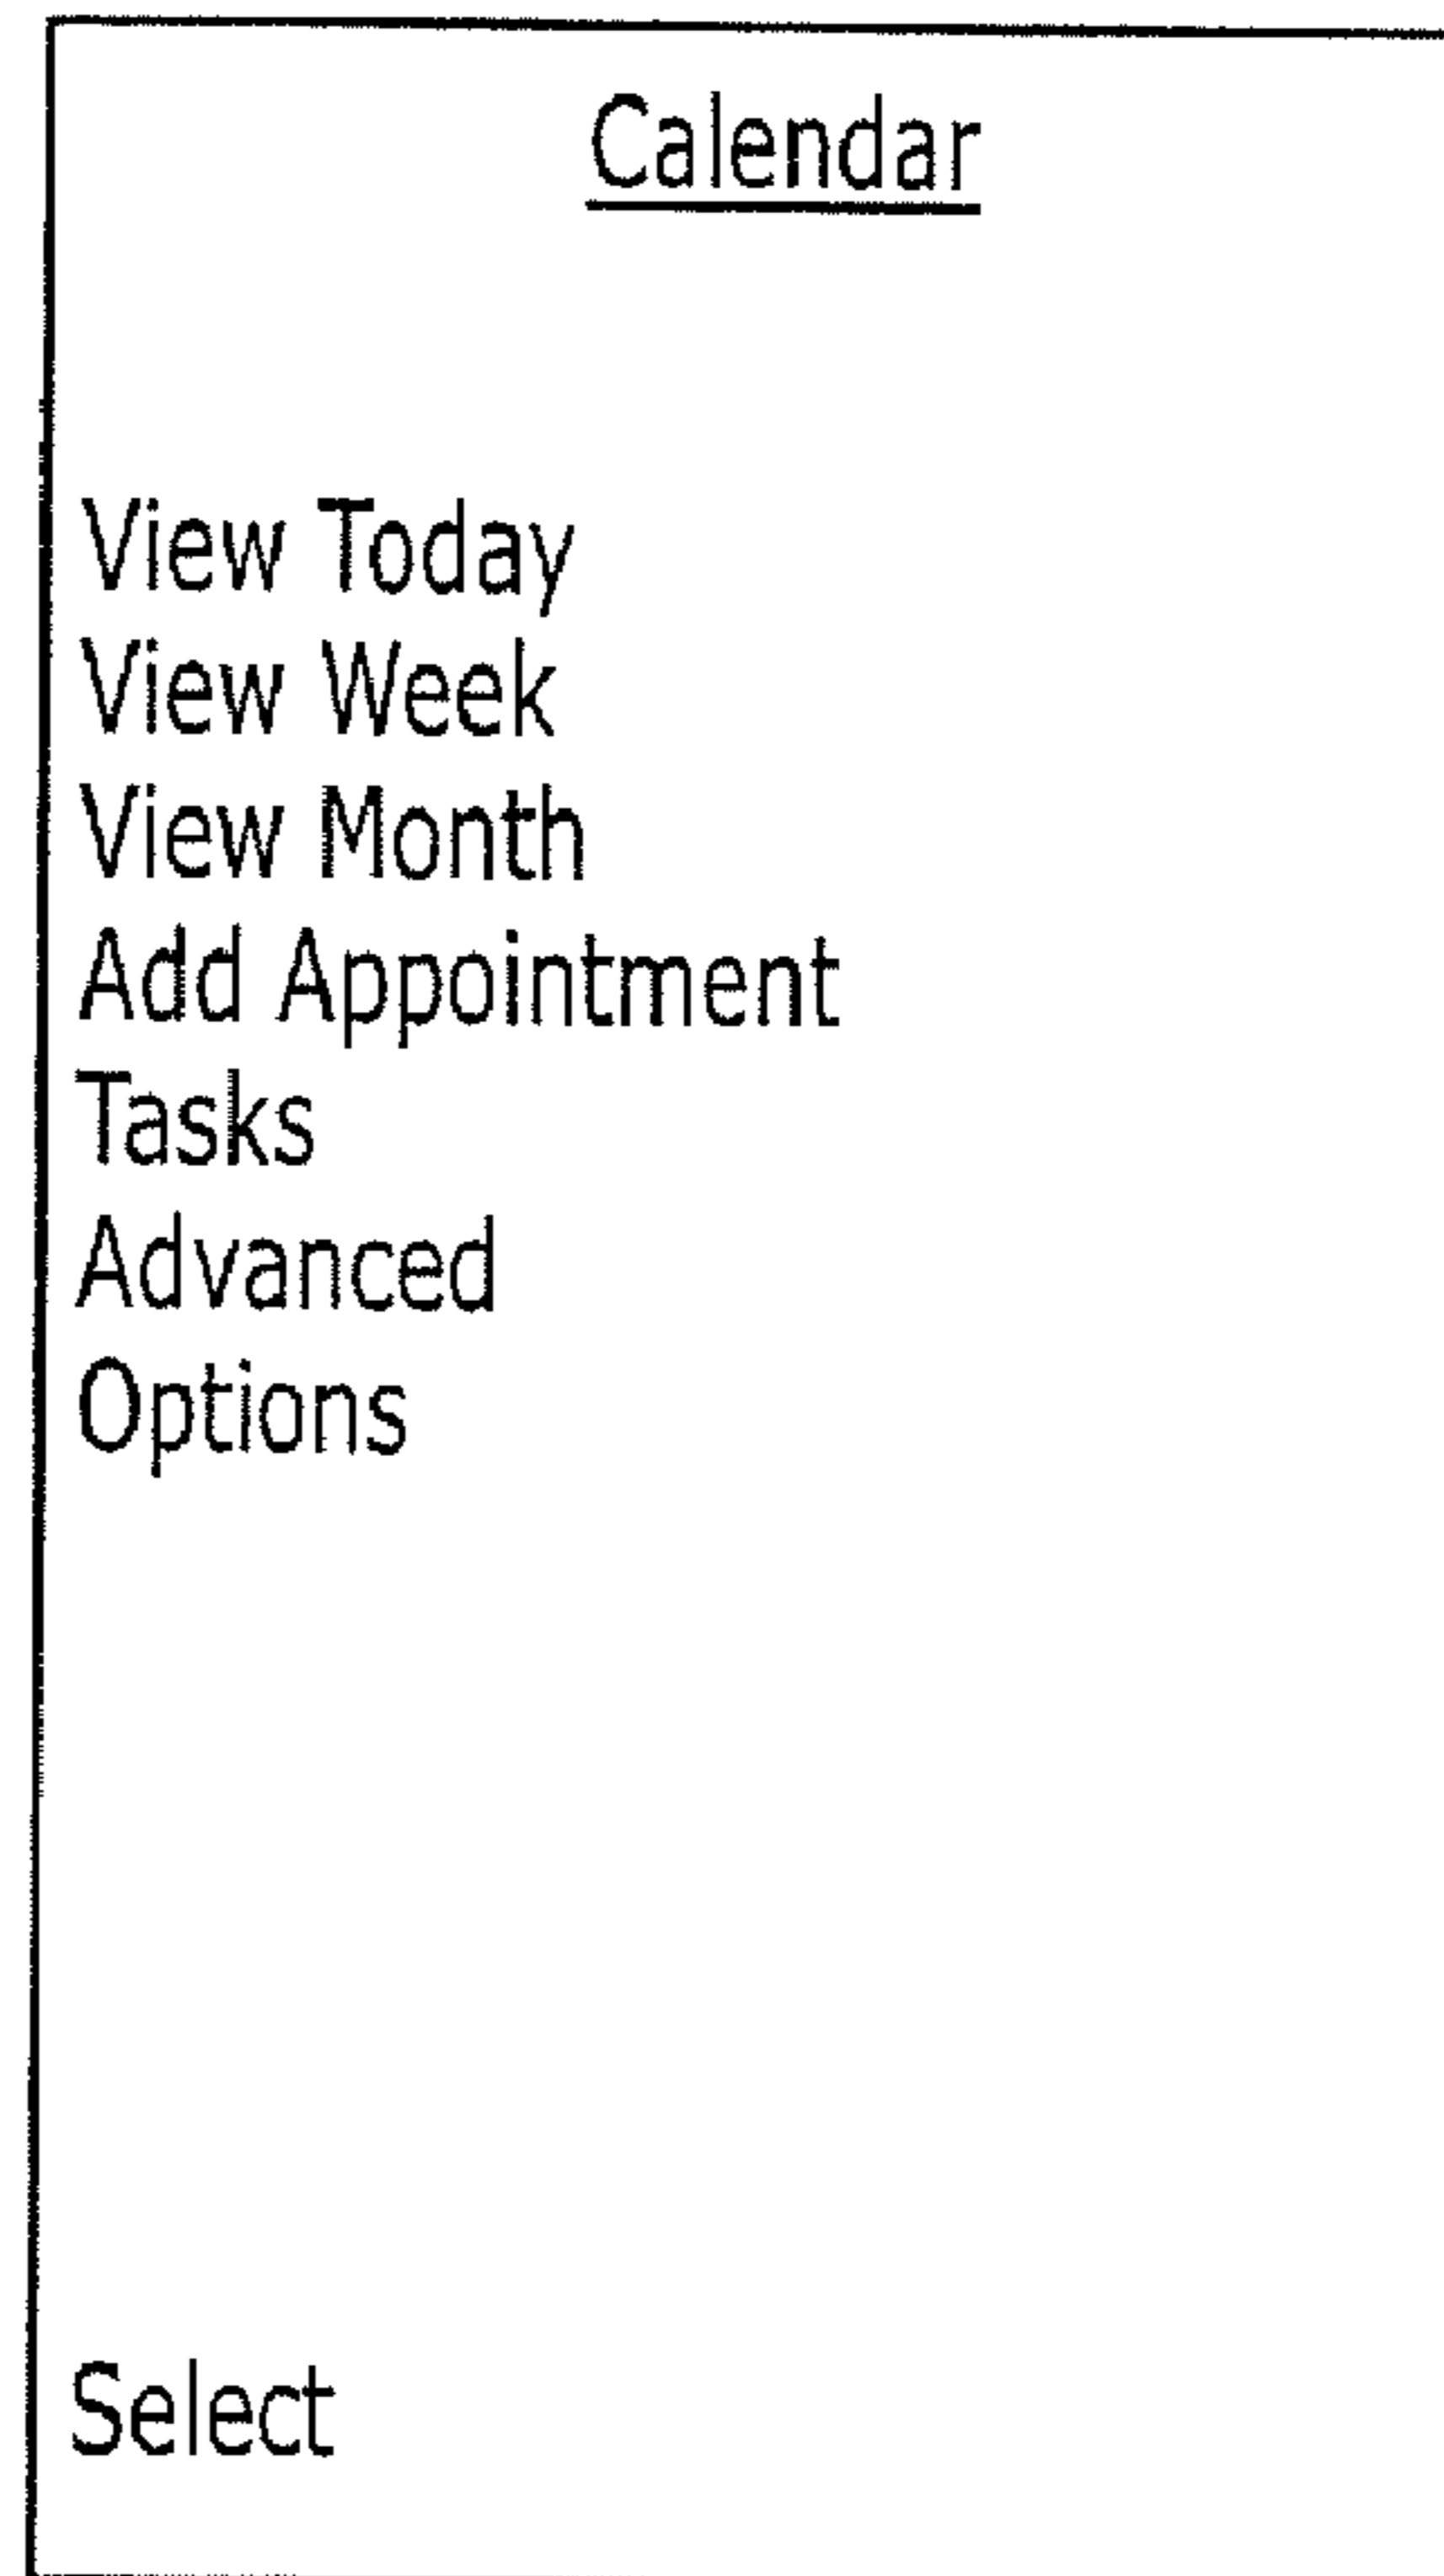 Calendar
View Today
View Week
View Month
Add Appointment
Tasks
Advanced
Options
Select